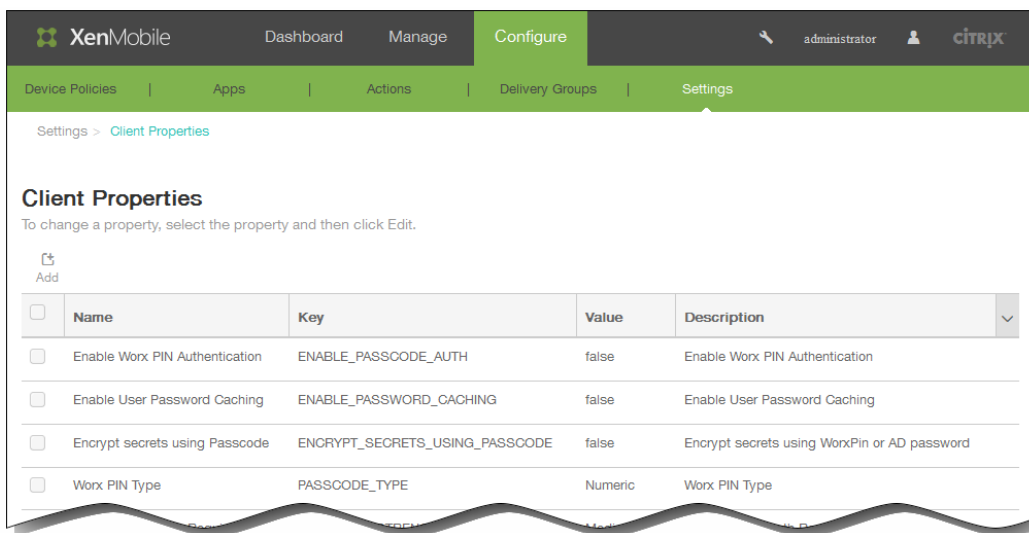 XenMobile Dashboard Manage Configure administrator CİTRIX
Device Policies | Apps | Actions | Delivery Groups | Settings
Settings > Client Properties
Client Properties
To change a property, select the property and then click Edit.
Add
Name Key Value Description
Enable Worx PIN Authentication ENABLE_PASSCODE_AUTH false Enable Worx PIN Authentication
Enable User Password Caching ENABLE_PASSWORD_CACHING false Enable User Password Caching
Encrypt secrets using Passcode ENCRYPT_SECRETS_USING_PASSCODE false Encrypt secrets using WorxPin or AD password
Worx PIN Type PASSCODE_TYPE Numeric Worx PIN Type